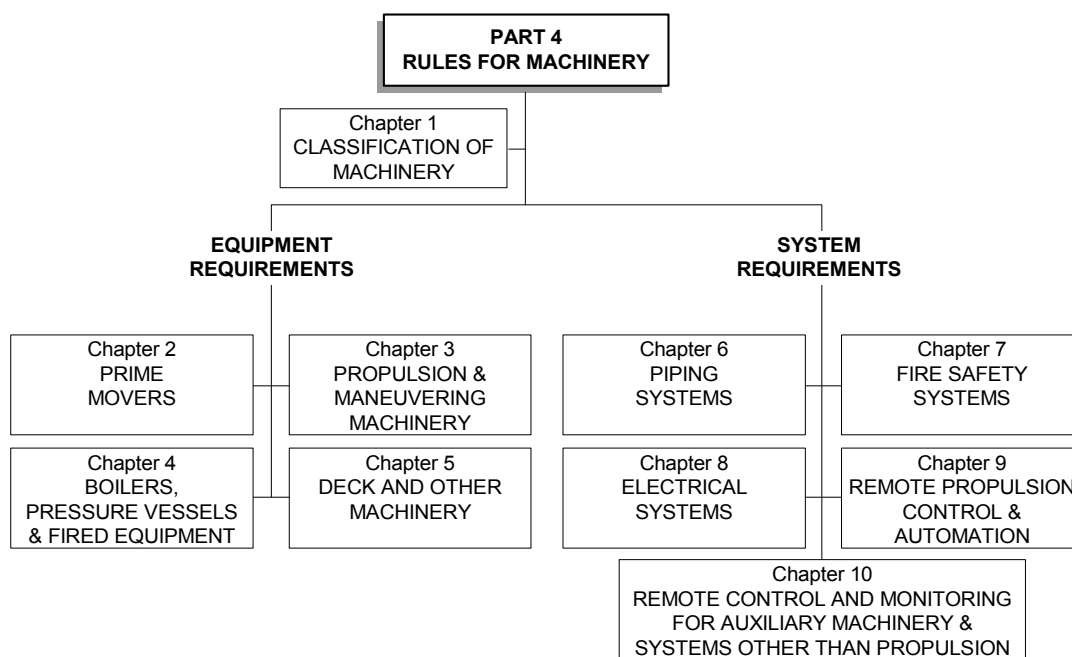 PART 4
RULES FOR MACHINERY
Chapter 1
CLASSIFICATION OF
MACHINERY
EQUIPMENT
REQUIREMENTS
SYSTEM
REQUIREMENTS
Chapter 2
PRIME
MOVERS
Chapter 3
PROPULSION &
MANEUVERING
MACHINERY
Chapter 6
PIPING
SYSTEMS
Chapter 7
FIRE SAFETY
SYSTEMS
Chapter 4
BOILERS,
PRESSURE VESSELS
& FIRED EQUIPMENT
Chapter 5
DECK AND OTHER
MACHINERY
Chapter 8
ELECTRICAL
SYSTEMS
Chapter 9
REMOTE PROPULSION
CONTROL &
AUTOMATION
Chapter 10
REMOTE CONTROL AND MONITORING
FOR AUXILIARY MACHINERY &
SYSTEMS OTHER THAN PROPULSION